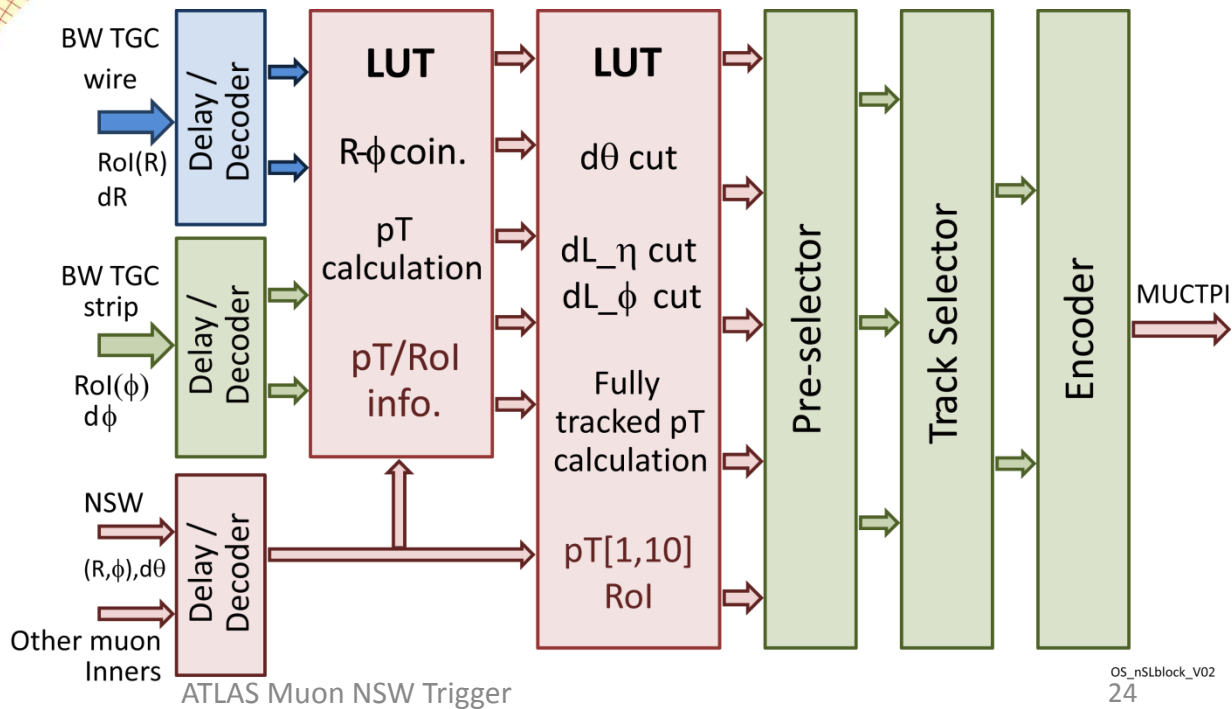 BW TGC
wire
RoI(R)
dR
Delay /
Decoder
BW TGC
strip
RoI(ϕ)
dϕ
Delay /
Decoder
NSW
(R,ϕ),dθ
Other muon
Inners
Delay /
Decoder
LUT
R-ϕ coin.
pT
calculation
pT/RoI
info.
LUT
dθ cut
dL_η cut
dL_ϕ cut
Fully
tracked pT
calculation
pT[1,10]
RoI
Pre-selector
Track Selector
Encoder
MUCTPI
OS_nSLblock_V02
ATLAS Muon NSW Trigger
24